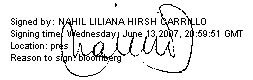 Signed by: NAHIL LILIANA HIRSH CARRILLO
Signing time: Wednesday, June 13, 2007, 20:59:51 GMT
Location: pres
Reason to sign: bloomberg